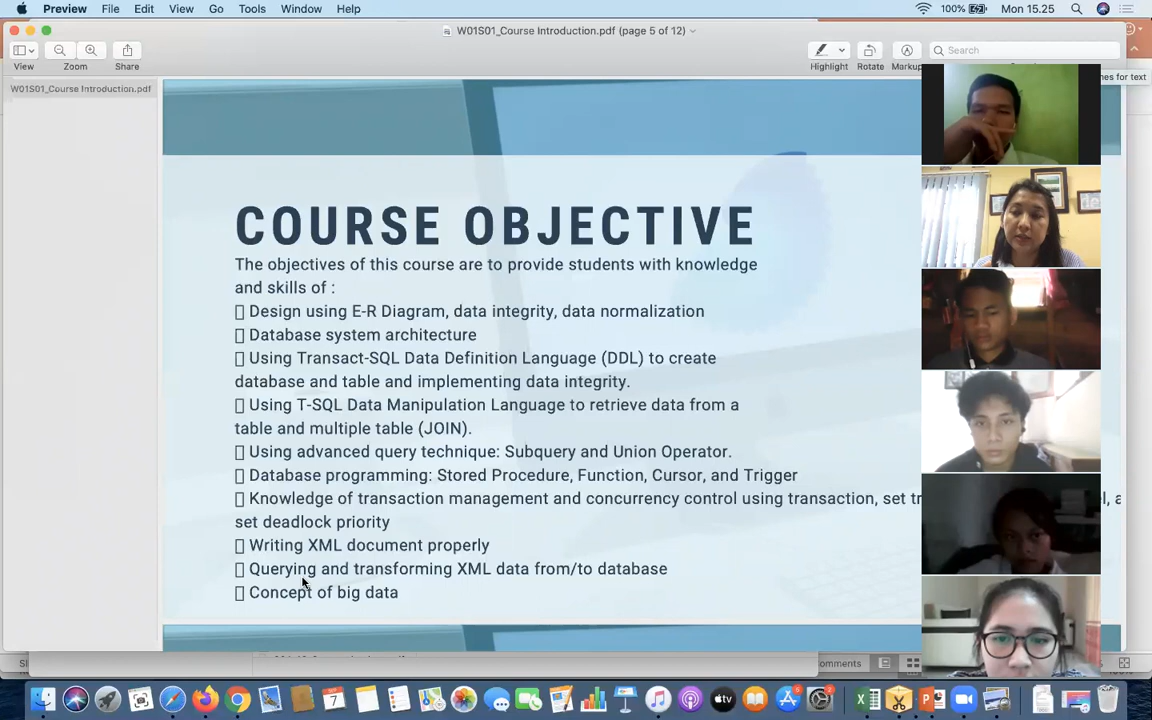 Preview File Edit View Go Tools Window Help 100% Mon 15.25
W01S01_Course Introduction.pdf (page 5 of 12)
View Zoom Share Highlight Rotate Markup Search
W01S01_Course Introduction.pdf
COURSE OBJECTIVE
The objectives of this course are to provide students with knowledge
and skills of :
Design using E-R Diagram, data integrity, data normalization
Database system architecture
Using Transact-SQL Data Definition Language (DDL) to create
database and table and implementing data integrity.
Using T-SQL Data Manipulation Language to retrieve data from a
table and multiple table (JOIN).
Using advanced query technique: Subquery and Union Operator.
Database programming: Stored Procedure, Function, Cursor, and Trigger
Knowledge of transaction management and concurrency control using transaction, set
set deadlock priority
Writing XML document properly
Querying and transforming XML data from/to database
Concept of big data
for text